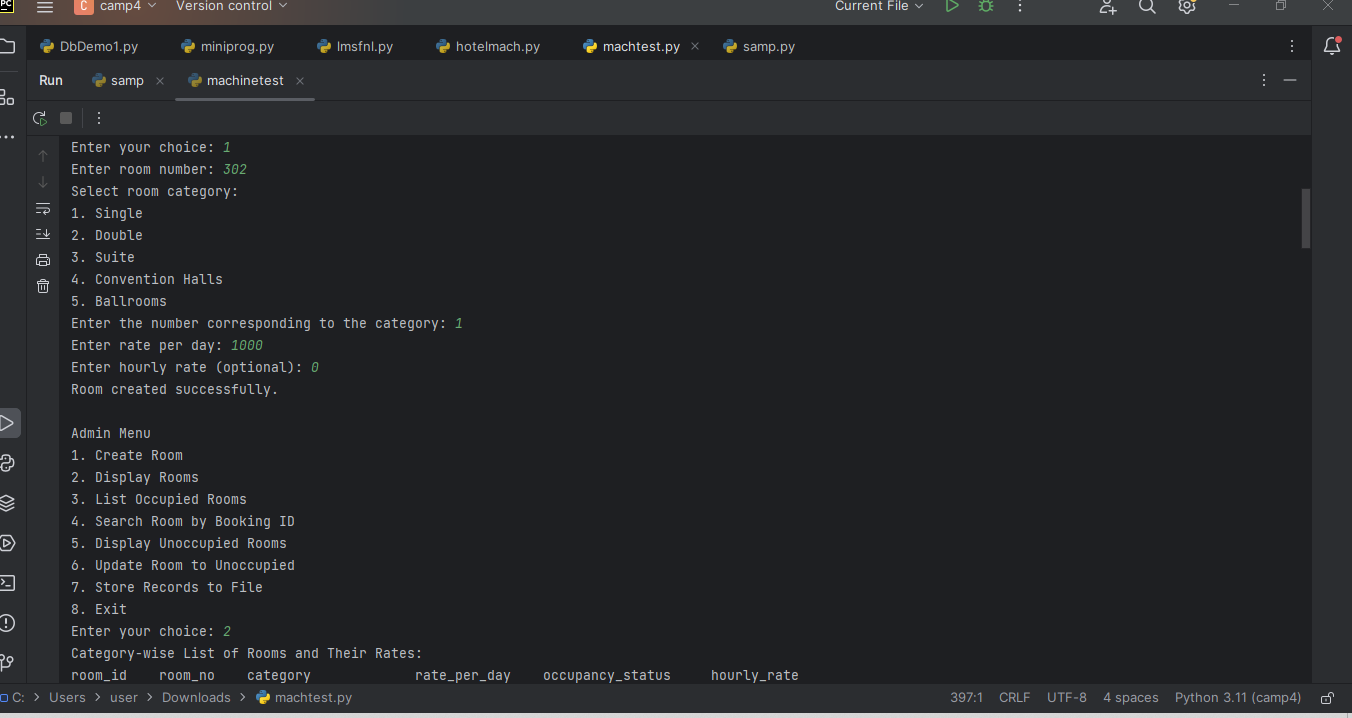 PC
C camp4 Version control Current File
DbDemo1.py miniprog.py lmsfnl.py hotelmach.py machtest.py samp.py
Run samp machinetest
Enter your choice: 1
Enter room number: 302
Select room category:
1. Single
2. Double
3. Suite
4. Convention Halls
5. Ballrooms
Enter the number corresponding to the category: 1
Enter rate per day: 1000
Enter hourly rate (optional): 0
Room created successfully.
Admin Menu
1. Create Room
2. Display Rooms
3. List Occupied Rooms
4. Search Room by Booking ID
5. Display Unoccupied Rooms
6. Update Room to Unoccupied
7. Store Records to File
8. Exit
Enter your choice: 2
Category-wise List of Rooms and Their Rates:
room_id room_no category rate_per_day occupancy_status hourly_rate
C: > Users > user > Downloads > machtest.py 397:1 CRLF UTF-8 4 spaces Python 3.11 (camp4)